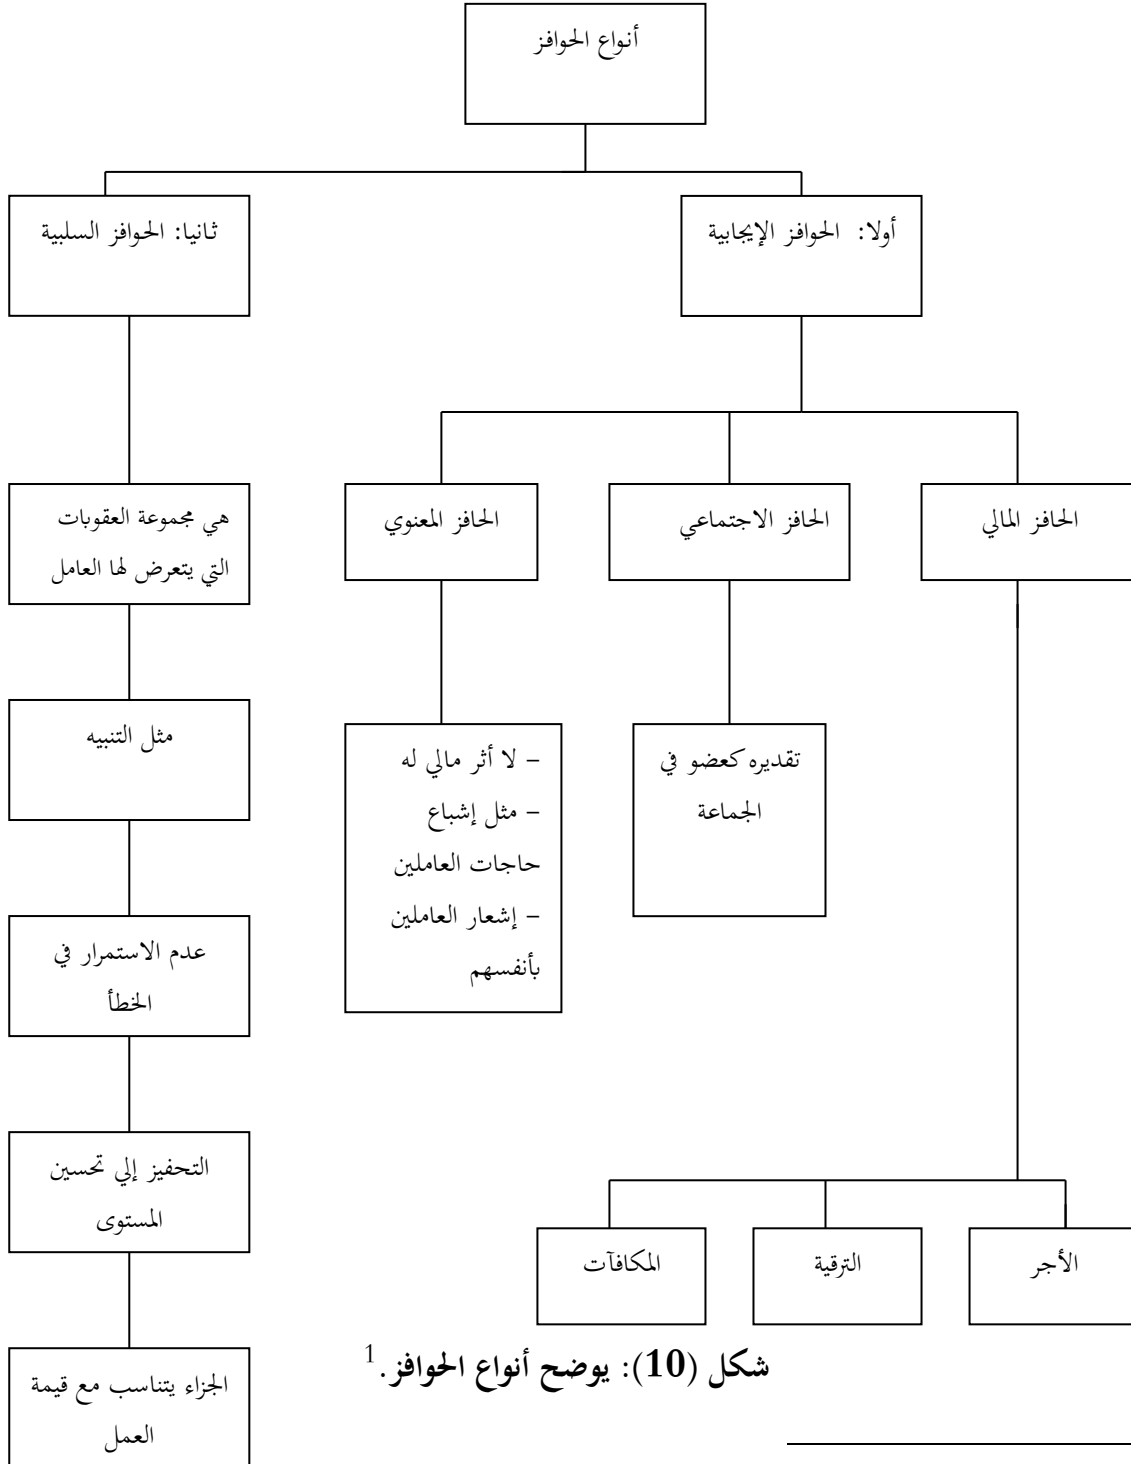 أنواع الحوافز
أولا: الحوافز الإيجابية
ثانيا: الحوافز السلبية
الحافز المالي
الحافز الاجتماعي
الحافز المعنوي
هي مجموعة العقوبات
التي يتعرض لها العامل
مثل التنبيه
تقديره كعضو في
الجماعة
– لا أثر مالي له
– مثل إشباع
حاجات العاملين
– إشعار العاملين
بأنفسهم
عدم الاستمرار في
الخطأ
التحفيز إلي تحسين
المستوى
الأجر
الترقية
المكافآت
الجزاء يتناسب مع قيمة
العمل
شكل (10): يوضح أنواع الحوافز.1